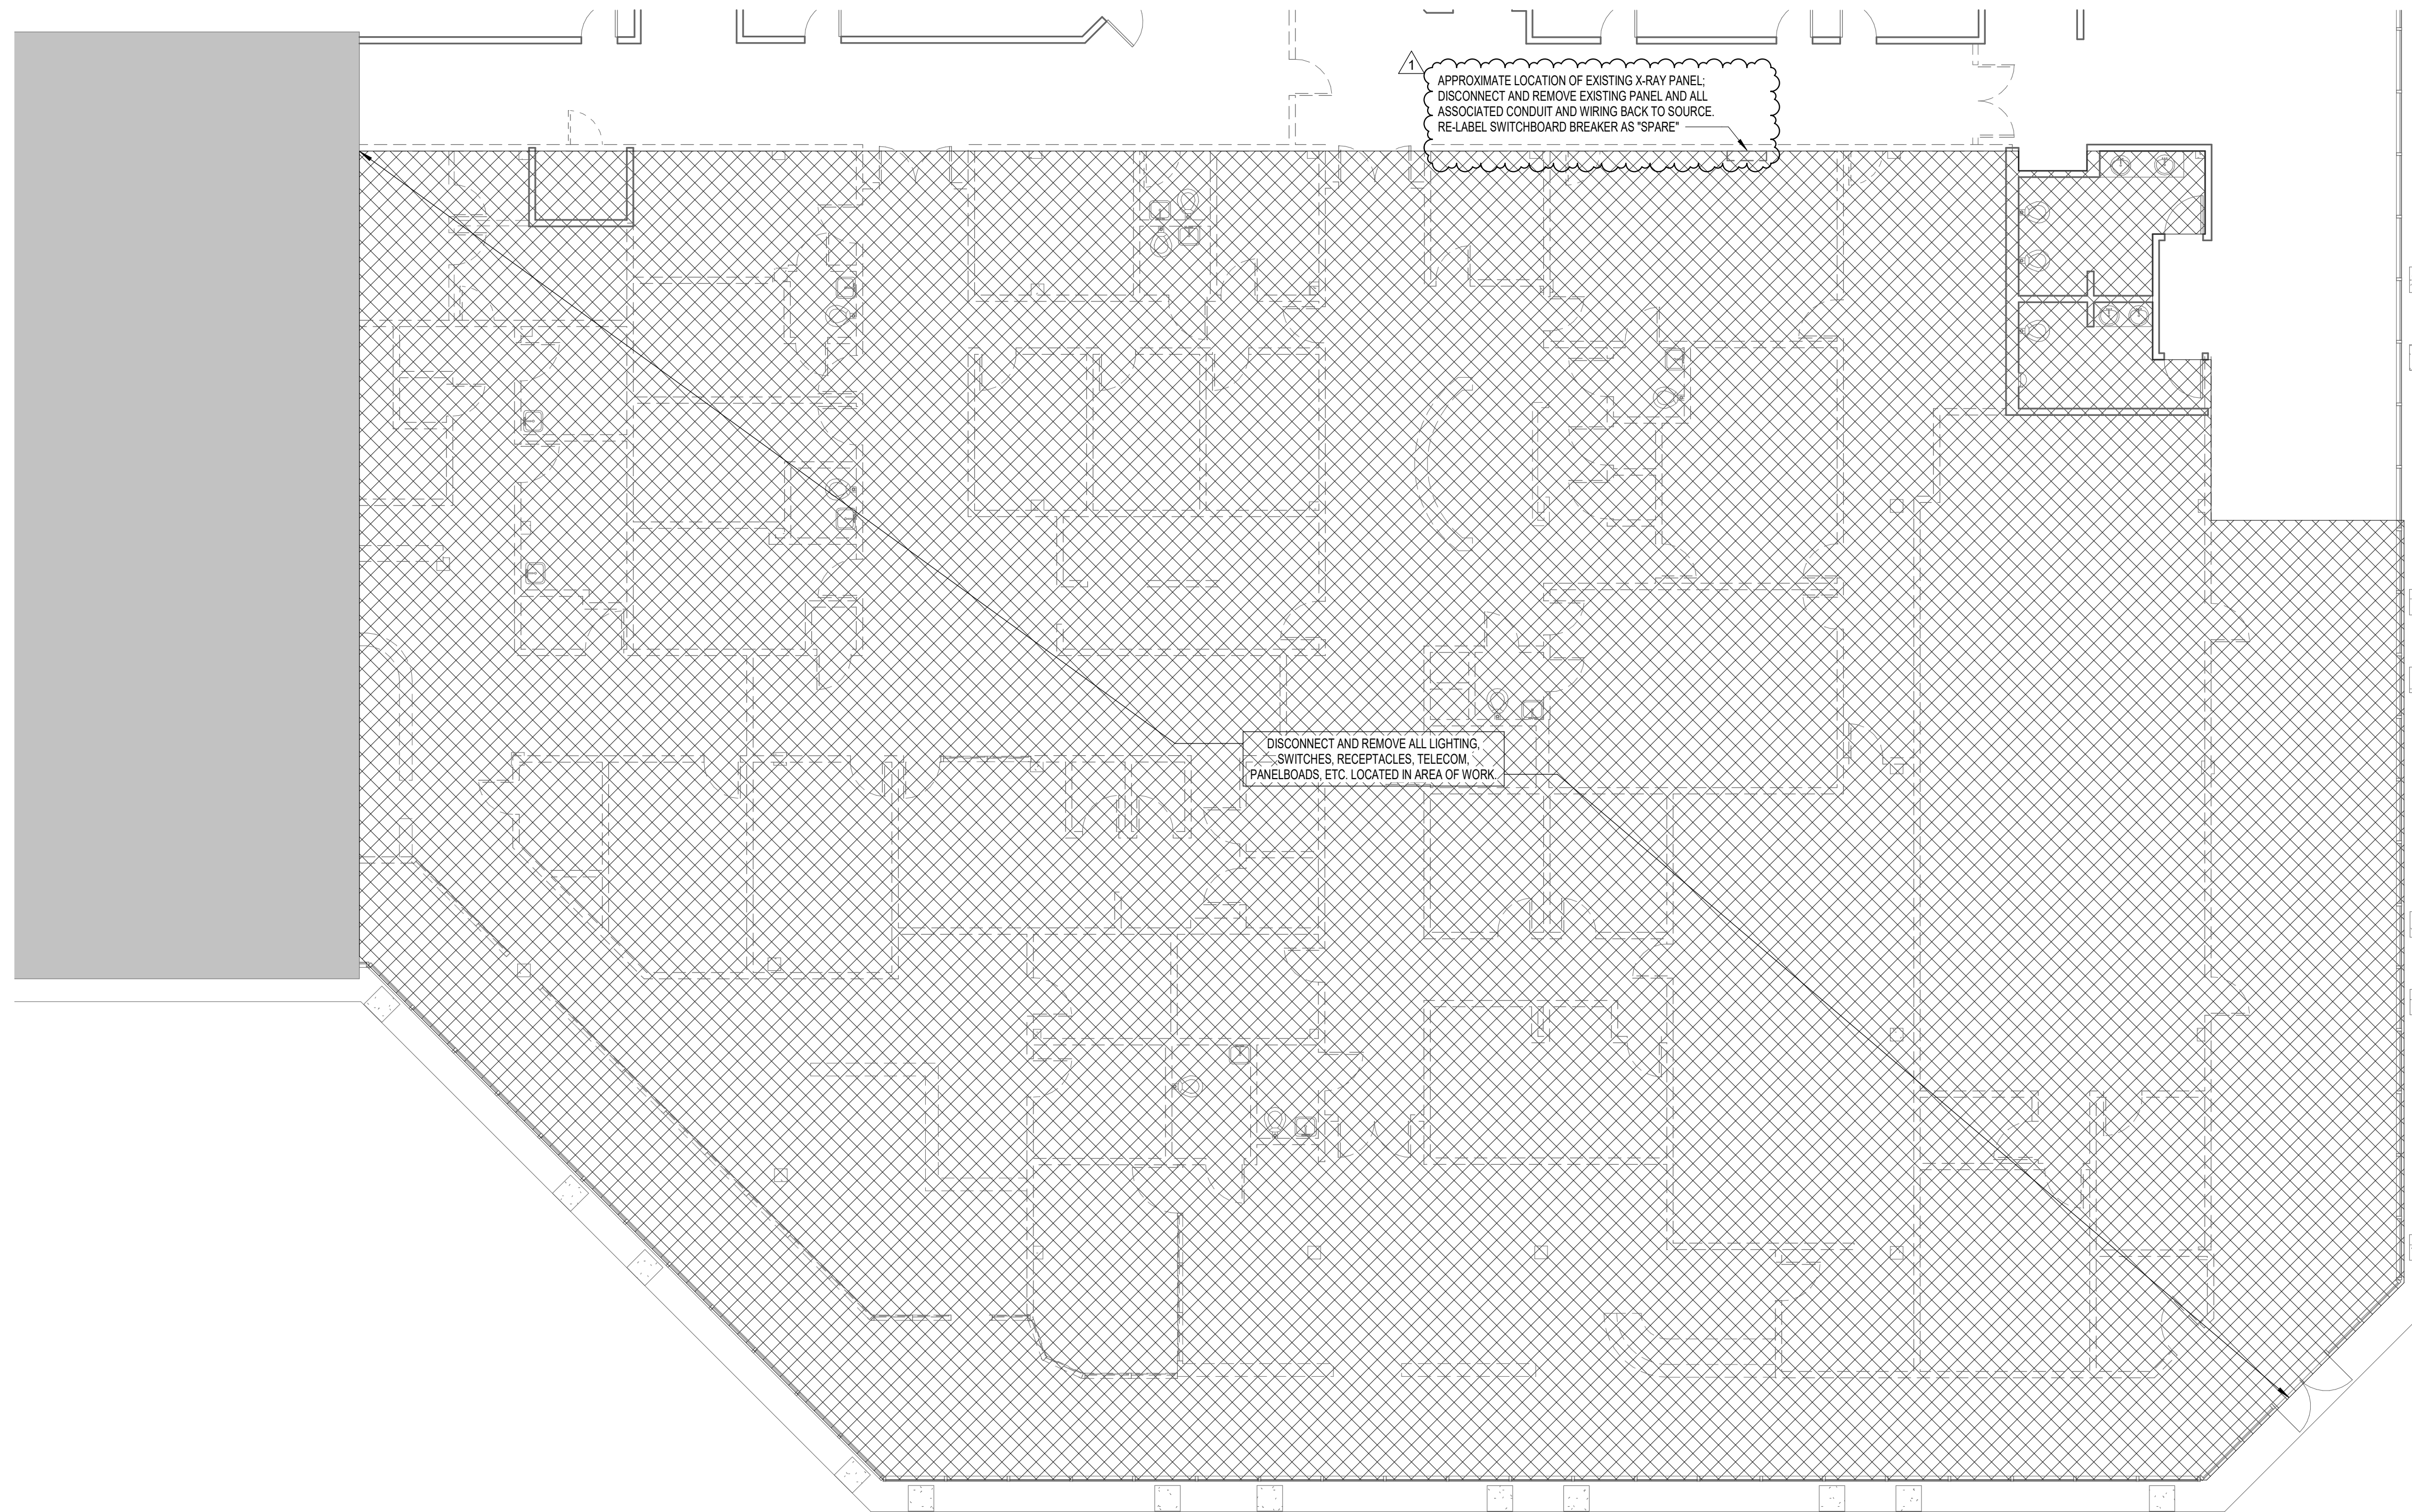 1
APPROXIMATE LOCATION OF EXISTING X-RAY PANEL;
DISCONNECT AND REMOVE EXISTING PANEL AND ALL
ASSOCIATED CONDUIT AND WIRING BACK TO SOURCE.
RE-LABEL SWITCHBOARD BREAKER AS "SPARE"
DISCONNECT AND REMOVE ALL LIGHTING,
SWITCHES, RECEPTACLES, TELECOM,
PANELBOADS, ETC. LOCATED IN AREA OF WORK.